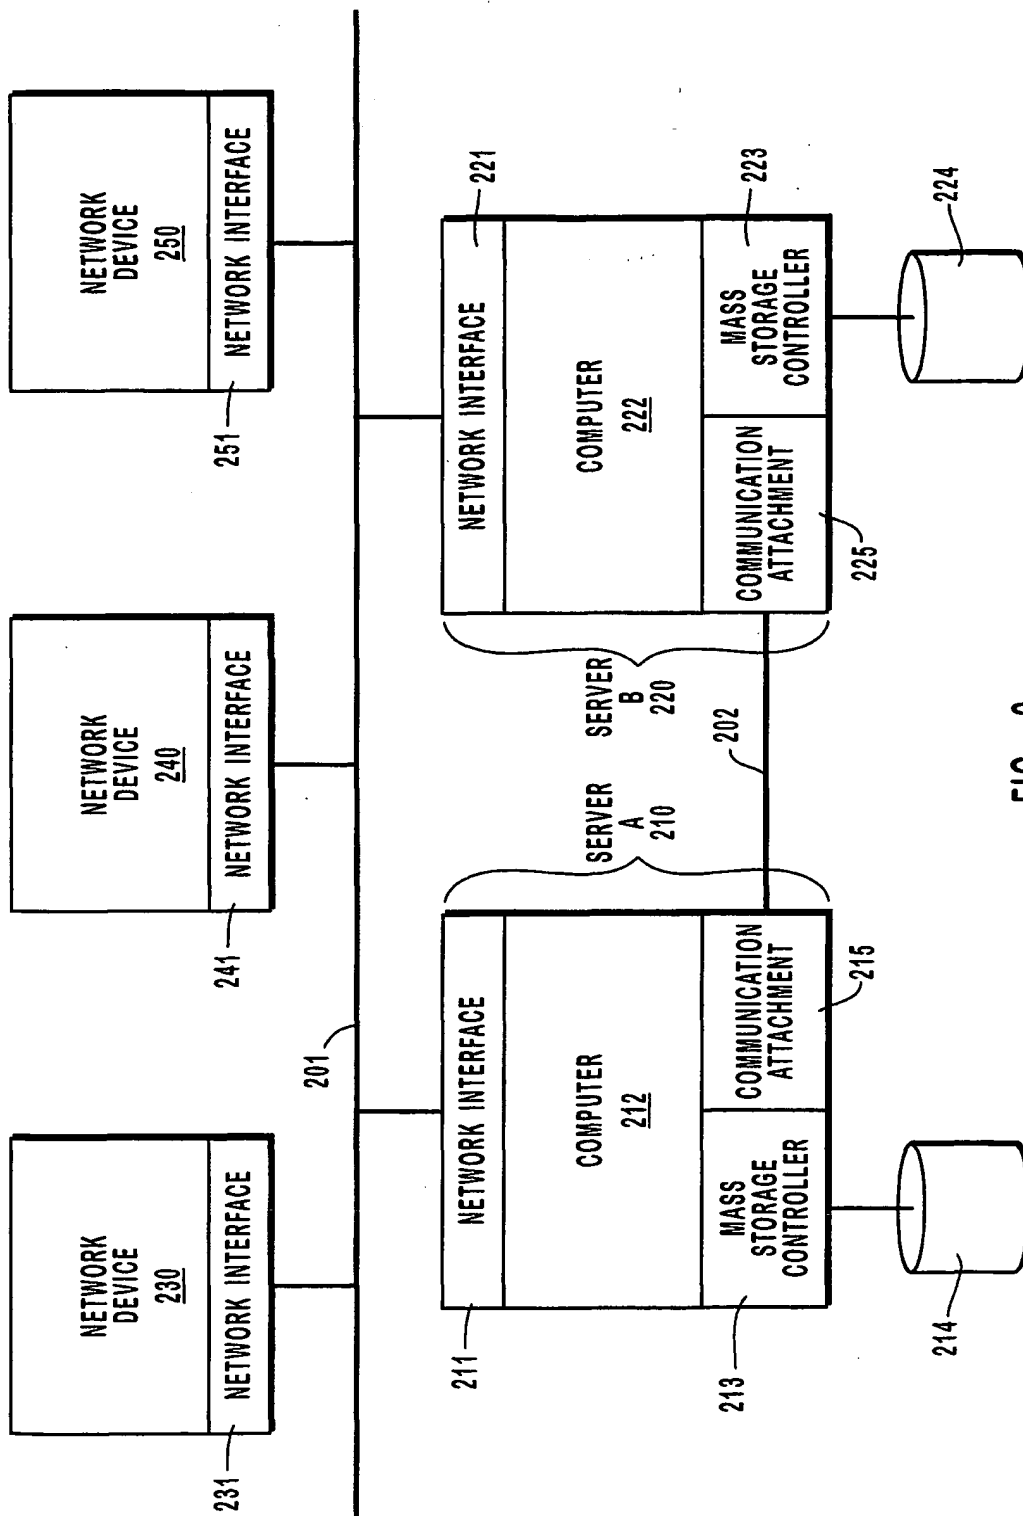 NETWORK
DEVICE
230
NETWORK INTERFACE
231
NETWORK
DEVICE
240
NETWORK INTERFACE
241
NETWORK
DEVICE
250
NETWORK INTERFACE
251
201
211
NETWORK INTERFACE
COMPUTER
212
MASS
STORAGE
CONTROLLER
COMMUNICATION
ATTACHMENT
213
215
214
SERVER
A
210
SERVER
B
220
202
NETWORK INTERFACE
221
COMPUTER
222
COMMUNICATION
ATTACHMENT
MASS
STORAGE
CONTROLLER
223
225
224